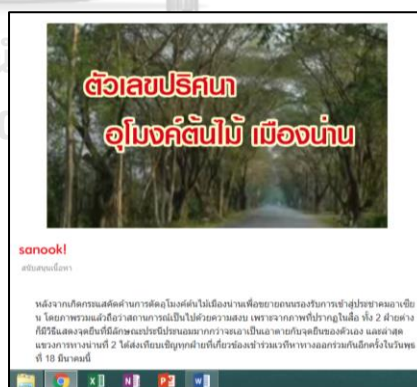 ตัวเลขปริศนา
อุโมงค์ต้นไม้ เมืองน่าน
sanook!
สนับสนุนเนื้อหา
หลังจากเกิดกระแสคัดค้านการตัดอุโมงค์ต้นไม้เมืองน่านเพื่อขยายถนนรองรับการเข้าสู่ประชาคมอาเซีย
น โดยภาพรวมแล้วถือว่าสถานการณ์เป็นไปด้วยความสงบ เพราะจากภาพที่ปรากฏในสื่อ ทั้ง 2 ฝ่ายต่าง
ก็มีวิธีแสดงจุดยืนที่มีลักษณะประนีประนอมมากกว่าจะเอาเป็นเอาตายกับจุดยืนของตัวเอง และล่าสุด
แขวงการทางน่านที่ 2 ได้ส่งเทียบเชิญทุกฝ่ายที่เกี่ยวข้องเข้าร่วมเวทีหาทางออกร่วมกันอีกครั้งในวันพุธ
ที่ 18 มีนาคมนี้